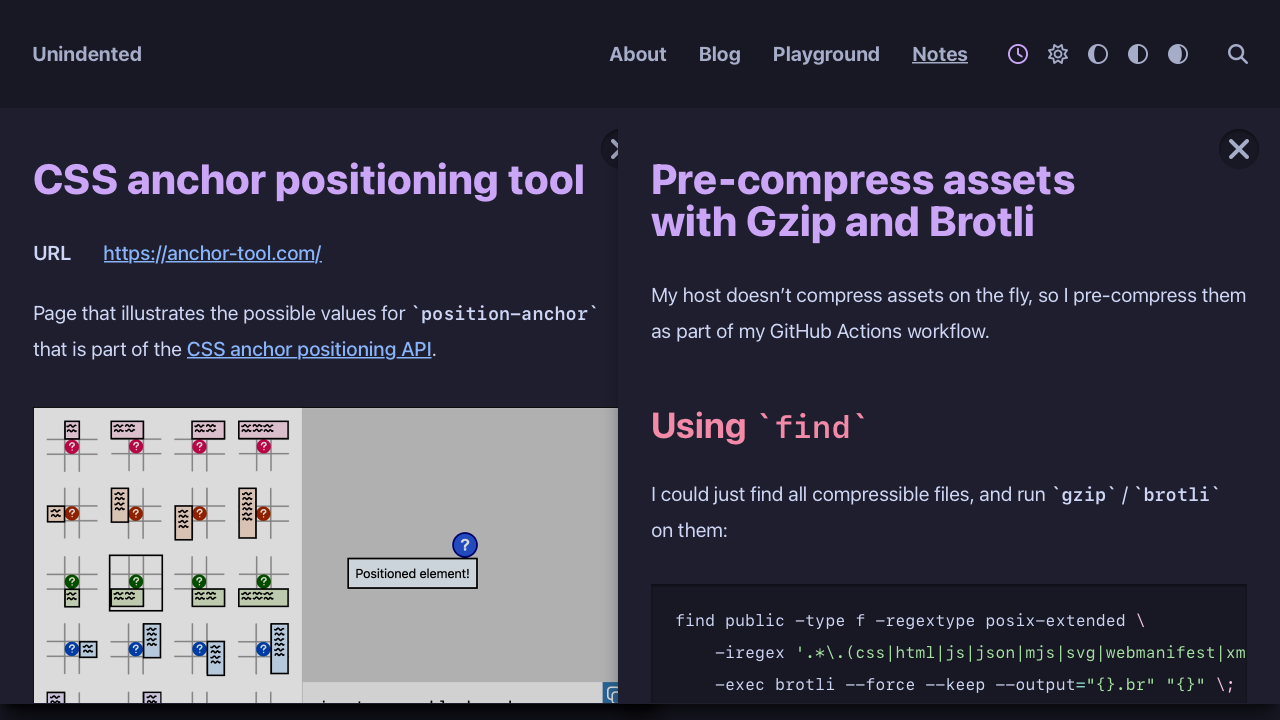 Unindented
About Blog Playground Notes
CSS anchor positioning tool
URL https://anchor-tool.com/
Page that illustrates the possible values for `position-anchor`
that is part of the CSS anchor positioning API.
Positioned element!
Pre-compress assets
with Gzip and Brotli
My host doesn’t compress assets on the fly, so I pre-compress them
as part of my GitHub Actions workflow.
Using `find`
I could just find all compressible files, and run `gzip` / `brotli`
on them:
find public -type f -regextype posix-extended \
-iregex '.*\.(css|html|js|json|mjs|svg|webmanifest|xm
-exec brotli --force --keep --output="{}.br" "{}" \;